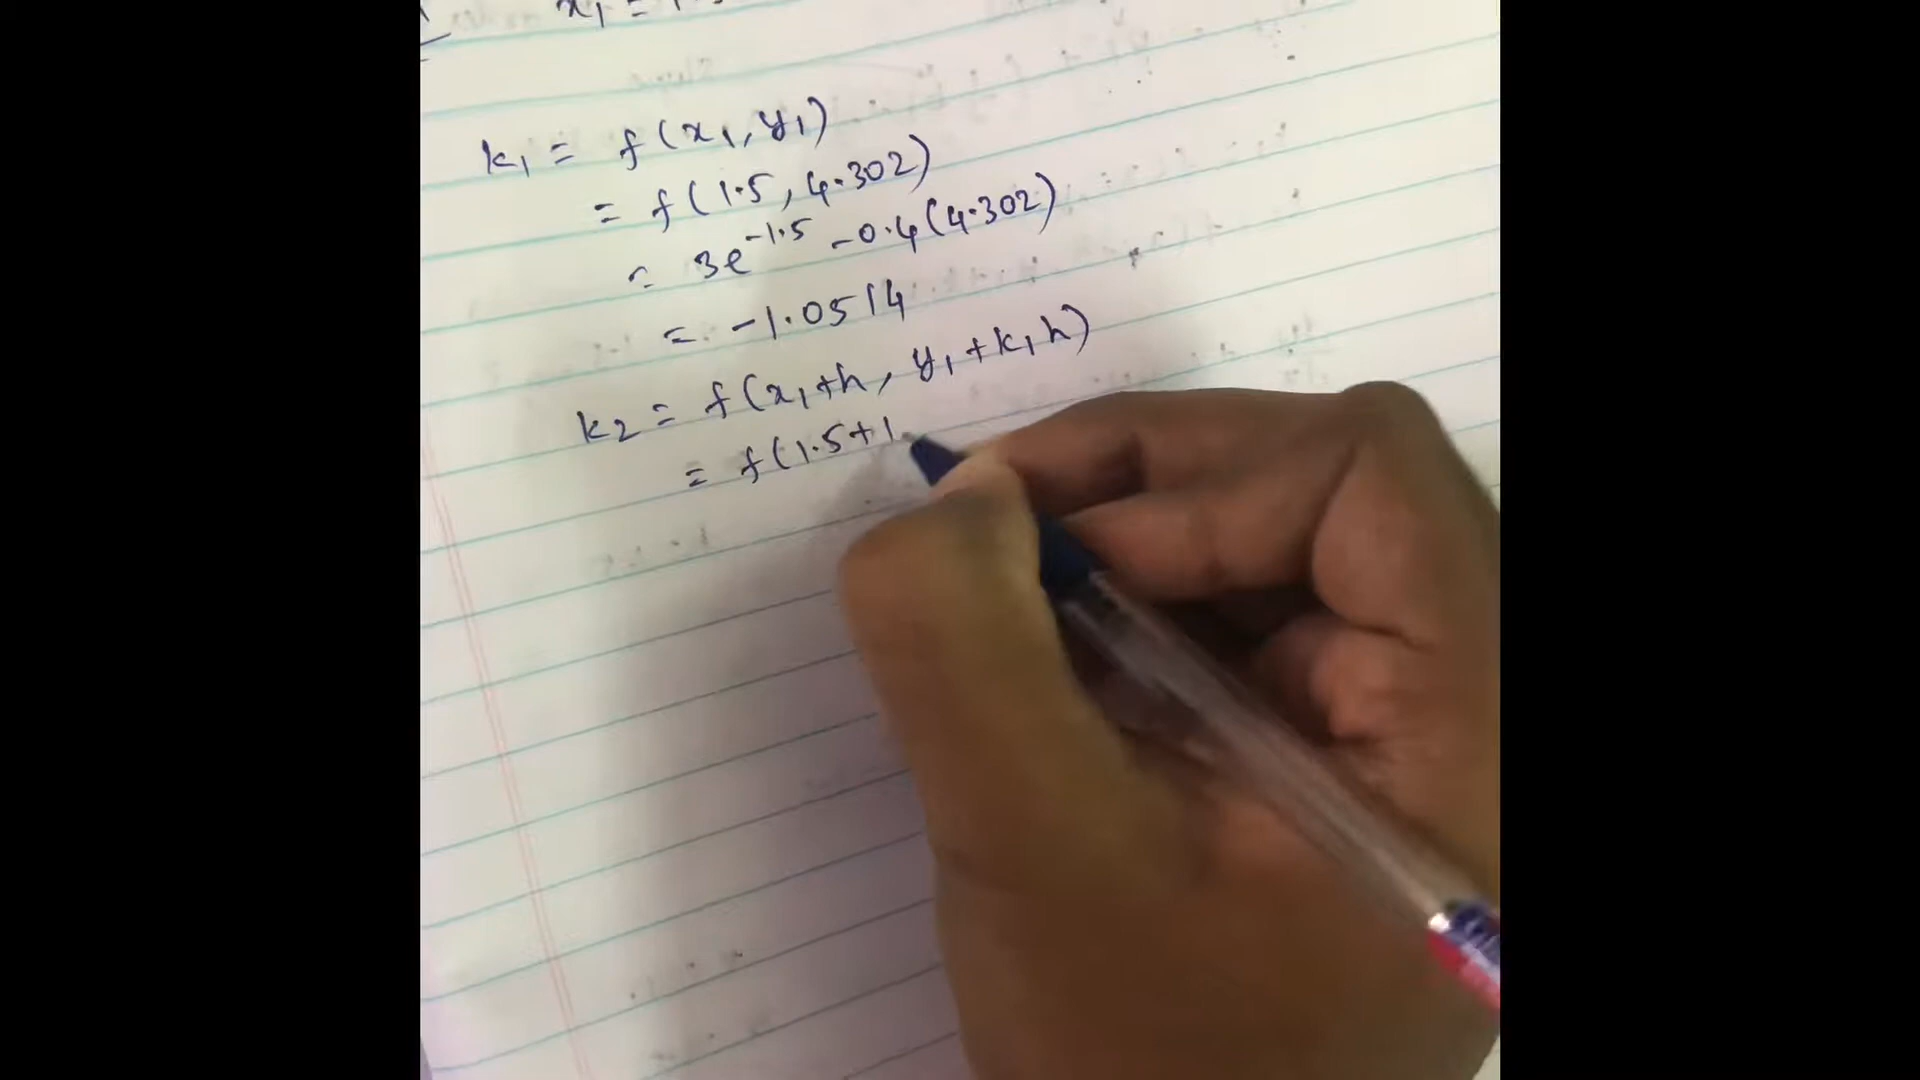 x₁ =
k₁ = f(x₁, y₁)
= f(1.5, 4.302)
= 3e^-1.5 - 0.4(4.302)
= -1.0514
k₂ = f(x₁+h, y₁+k₁h)
= f(1.5+1.